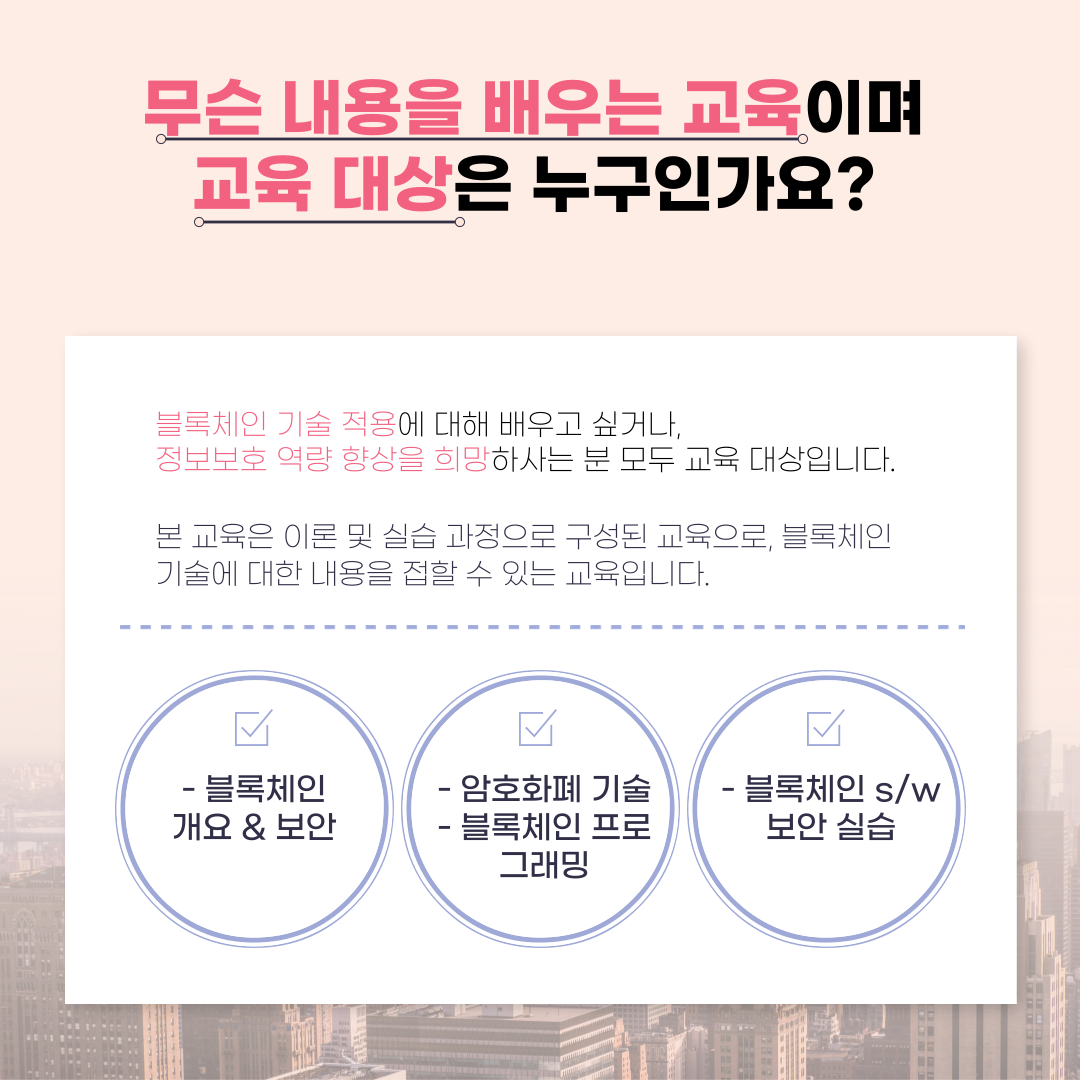 무슨 내용을 배우는 교육이며
교육 대상은 누구인가요?
블록체인 기술 적용에 대해 배우고 싶거나,
정보보호 역량 향상을 희망하사는 분 모두 교육 대상입니다.
본 교육은 이론 및 실습 과정으로 구성된 교육으로, 블록체인
기술에 대한 내용을 접할 수 있는 교육입니다.
- 블록체인
개요 & 보안
- 암호화폐 기술
- 블록체인 프로
그래밍
- 블록체인 s/w
보안 실습